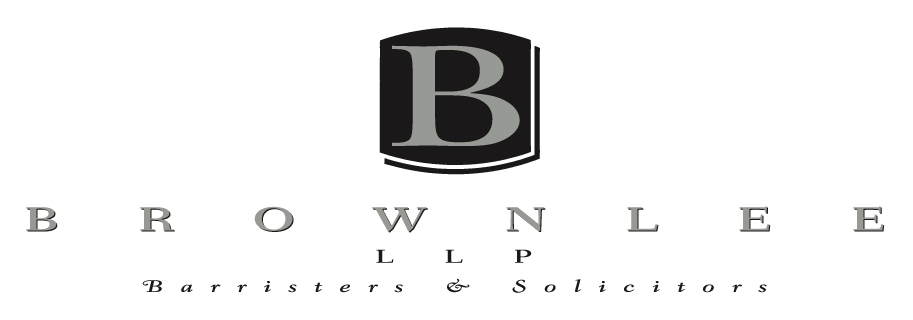 B
BROWNLEE
LLP
Barristers & Solicitors